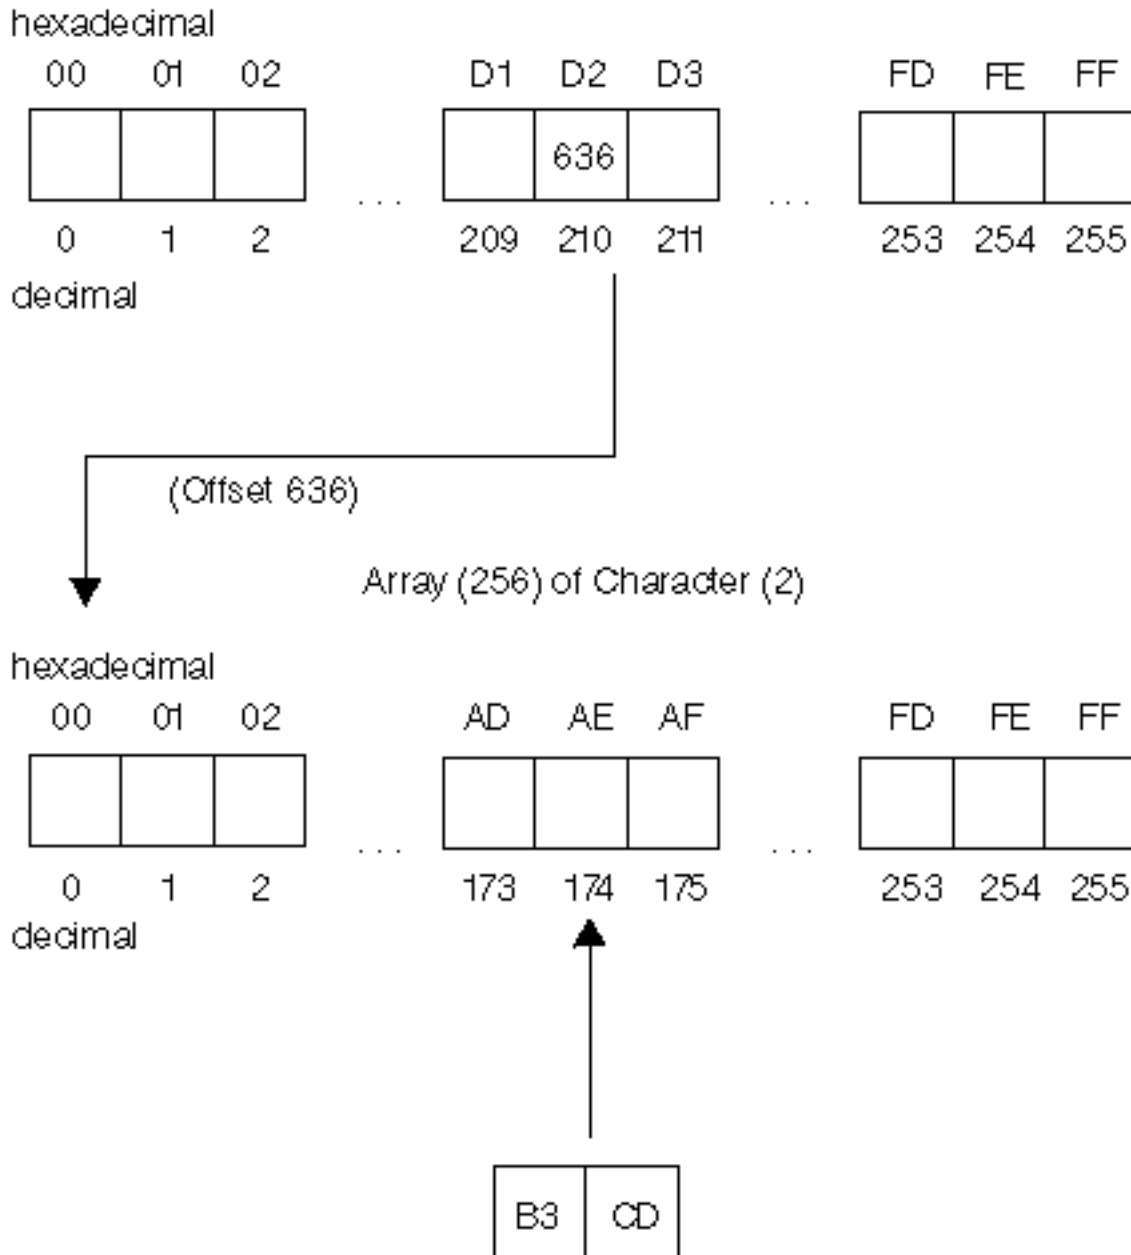 hexadecimal
00 01 02 D1 D2 D3 FD FE FF
636
. . . . . .
0 1 2 209 210 211 253 254 255
decimal
(Offset 636)
Array (256) of Character (2)
hexadecimal
00 01 02 AD AE AF FD FE FF
. . . . . .
0 1 2 173 174 175 253 254 255
decimal
B3 CD